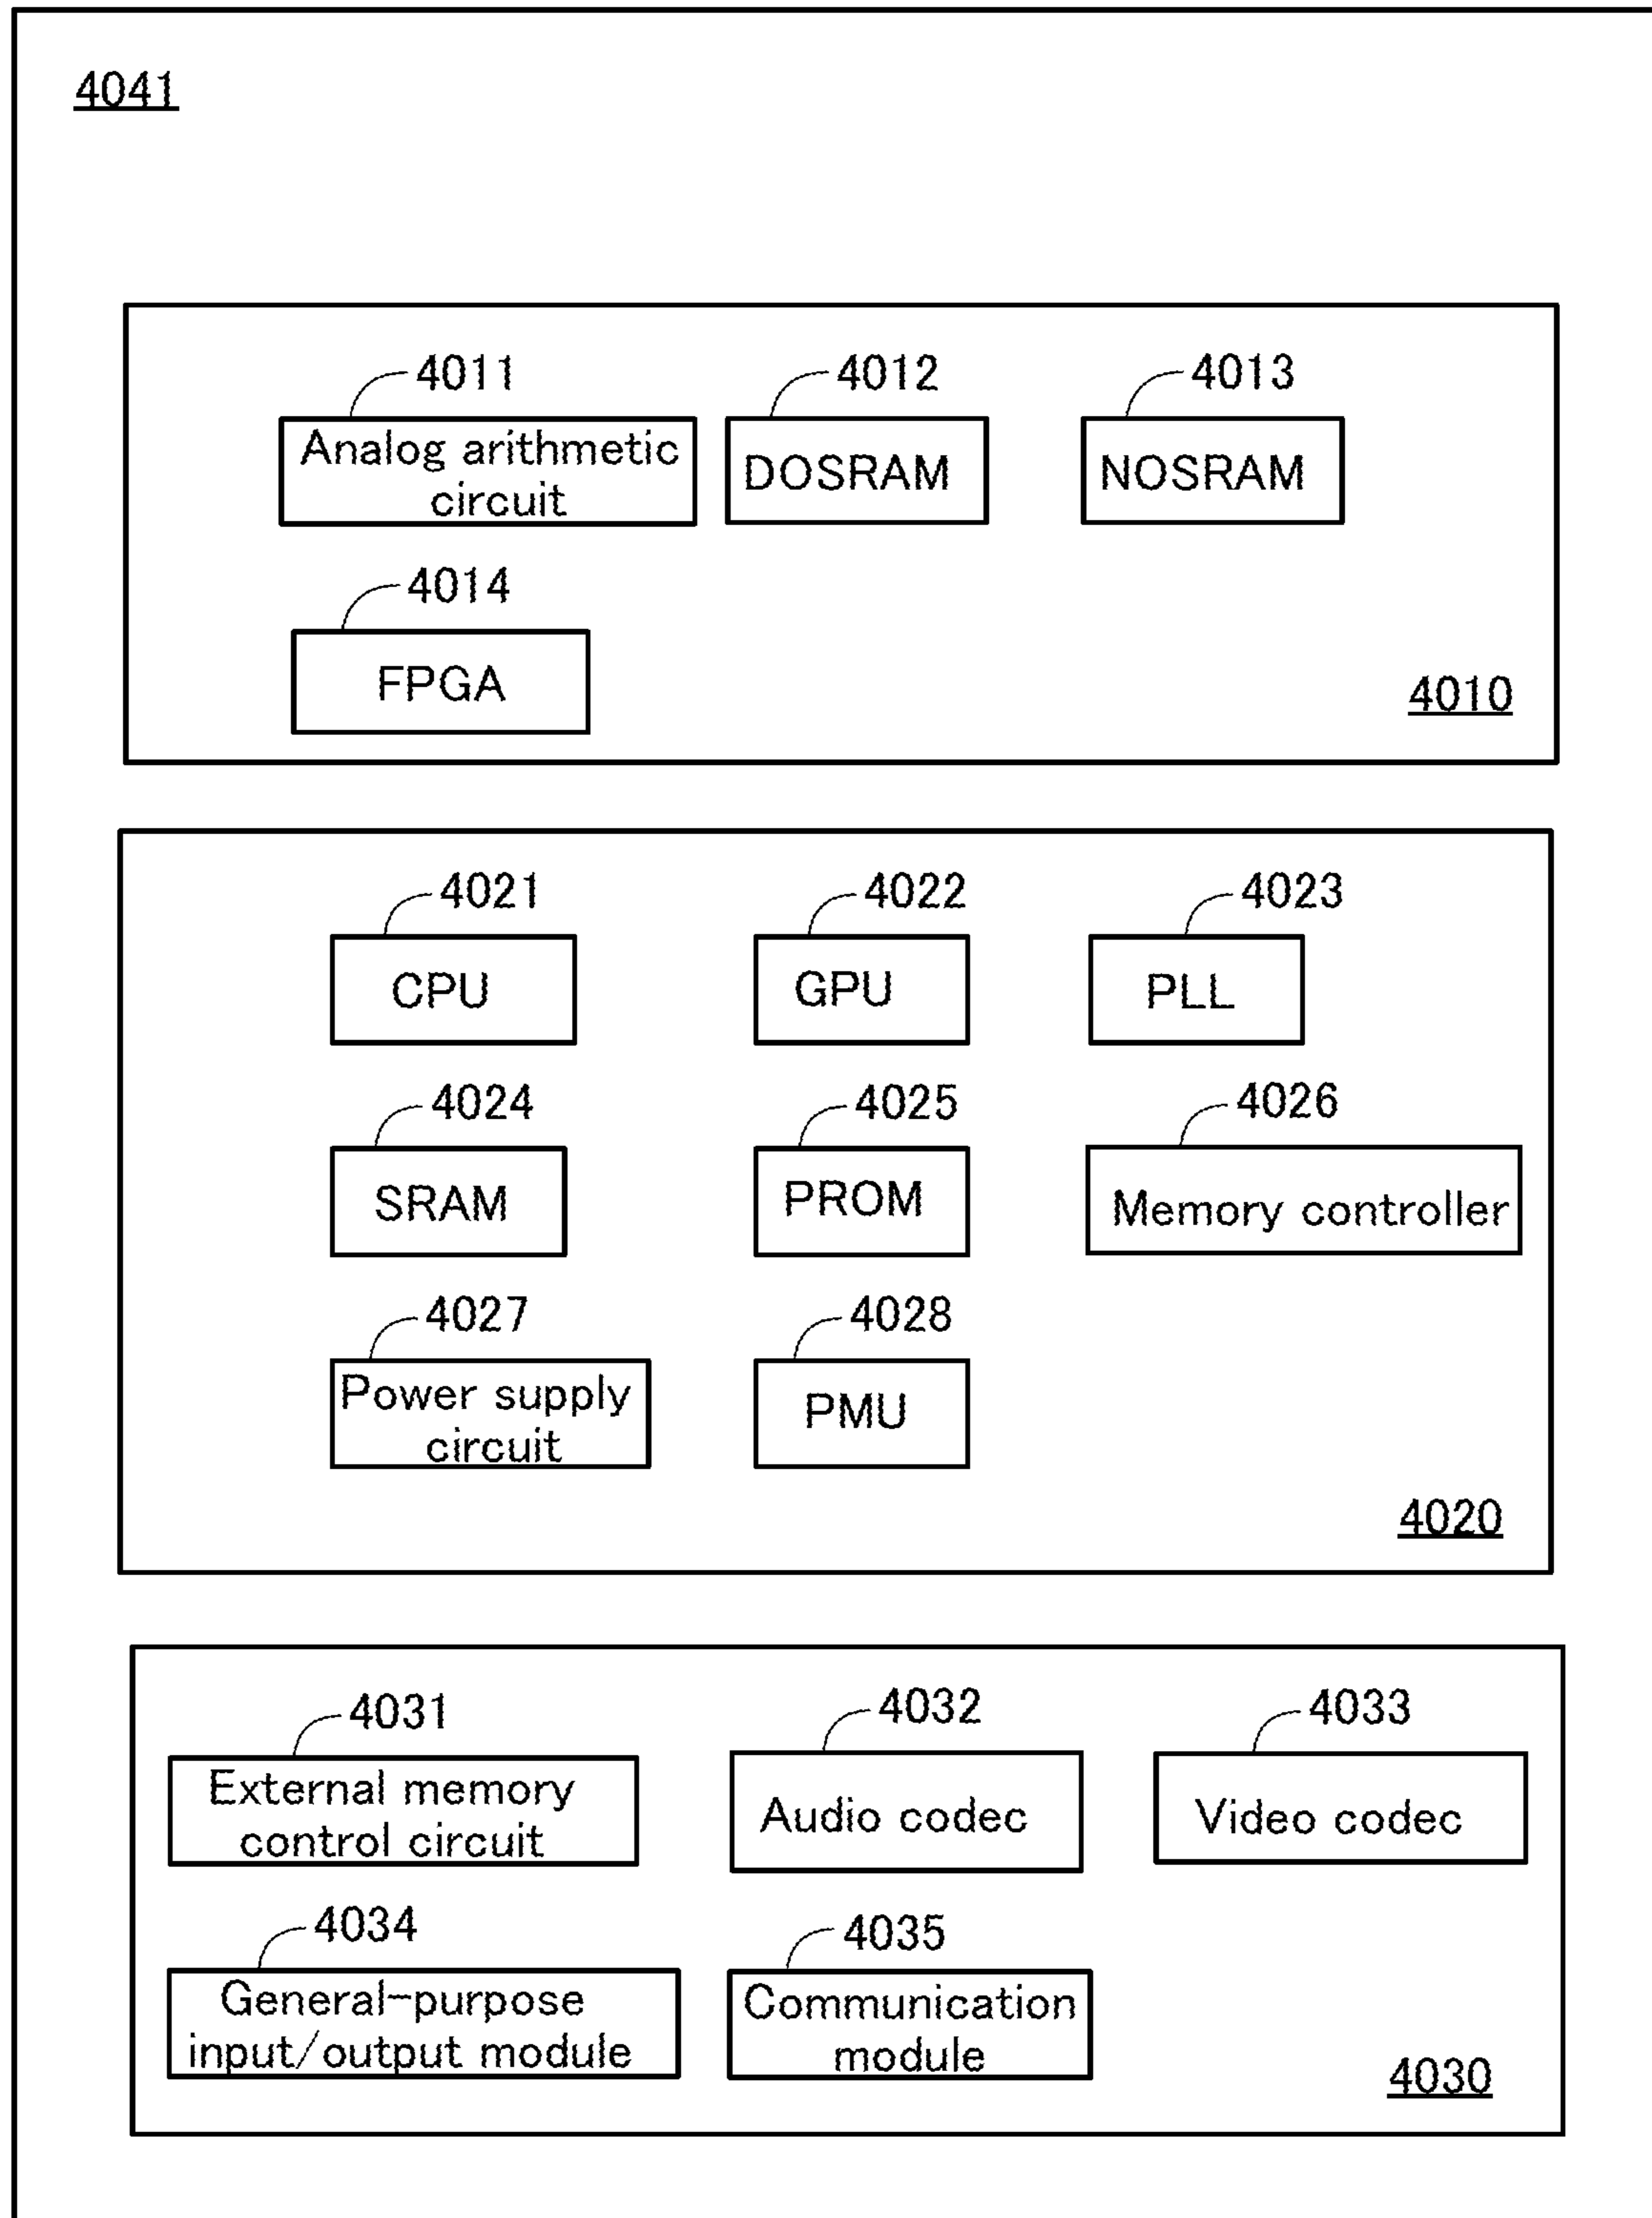 4041
4011
4012
4013
Analog arithmetic
circuit
DOSRAM
NOSRAM
4014
FPGA
4010
4021
4022
4023
CPU
GPU
PLL
4024
4025
4026
SRAM
PROM
Memory controller
4027
4028
Power supply
circuit
PMU
4020
4031
4032
4033
External memory
control circuit
Audio codec
Video codec
4034
4035
General-purpose
input/output module
Communication
module
4030